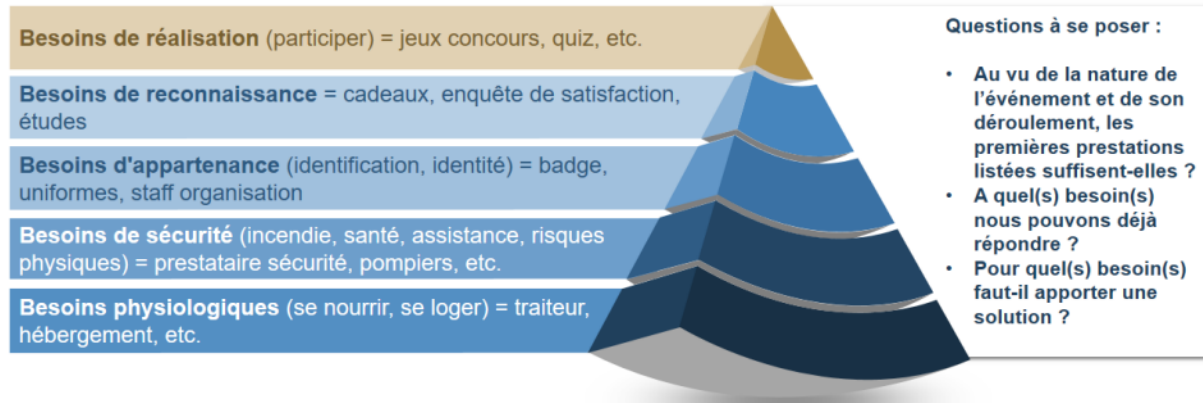 Besoins de réalisation (participer) = jeux concours, quiz, etc.
Besoins de reconnaissance = cadeaux, enquête de satisfaction,
études
Besoins d'appartenance (identification, identité) = badge,
uniformes, staff organisation
Besoins de sécurité (incendie, santé, assistance, risques
physiques) = prestataire sécurité, pompiers, etc.
Besoins physiologiques (se nourrir, se loger) = traiteur,
hébergement, etc.
Questions à se poser :
• Au vu de la nature de
l'événement et de son
déroulement, les
premières prestations
listées suffisent-elles ?
• A quel(s) besoin(s)
nous pouvons déjà
répondre ?
• Pour quel(s) besoin(s)
faut-il apporter une
solution ?